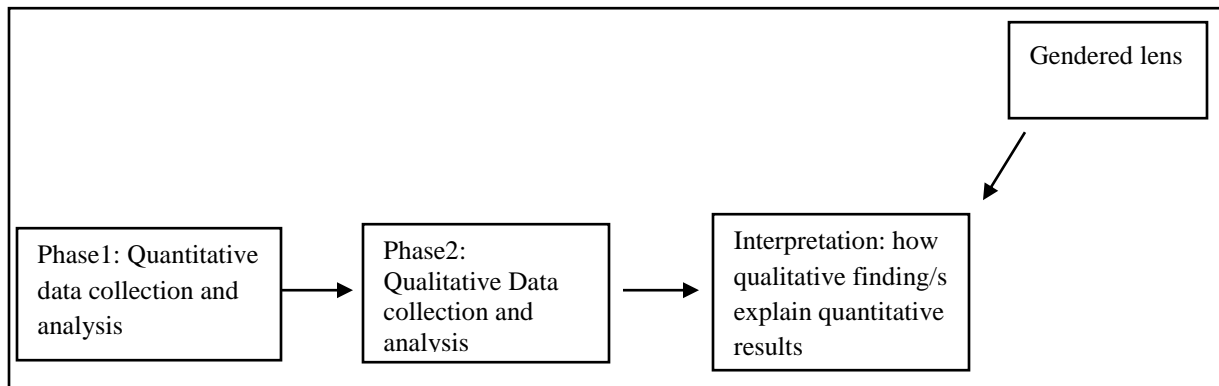 Gendered lens
Phase1: Quantitative
data collection and
analysis
Phase2:
Qualitative Data
collection and
analysis
Interpretation: how
qualitative finding/s
explain quantitative
results